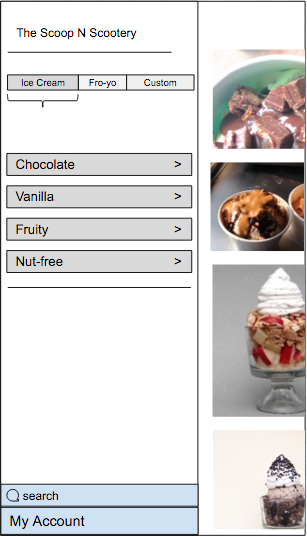 The Scoop N Scootery
Ice Cream Fro-yo Custom
Chocolate >
Vanilla >
Fruity >
Nut-free >
search
My Account